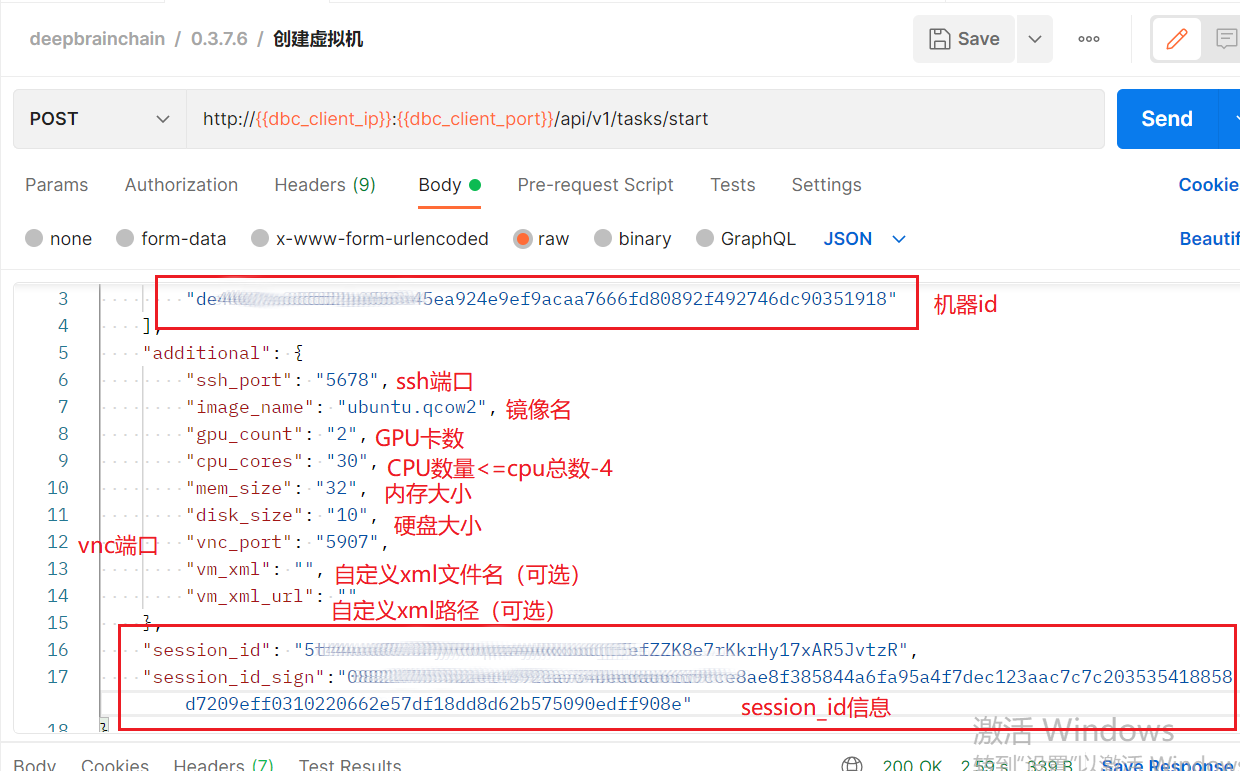 deepbrainchain / 0.3.7.6 / 创建虚拟机 Save
POST http://{{dbc_client_ip}}:{{dbc_client_port}}/api/v1/tasks/start Send
Params Authorization Headers (9) Body Pre-request Script Tests Settings Cookie
none form-data x-www-form-urlencoded raw binary GraphQL JSON Beautif
3 "de 45ea924e9ef9acaa7666fd80892f492746dc90351918" 机器id
4 ],
5 "additional": {
6 "ssh_port": "5678", ssh端口
7 "image_name": "ubuntu.qcow2", 镜像名
8 "gpu_count": "2", GPU卡数
9 "cpu_cores": "30", CPU数量<=cpu总数-4
10 "mem_size": "32", 内存大小
11 "disk_size": "10", 硬盘大小
12 vnc端口 "vnc_port": "5907",
13 "vm_xml": "", 自定义xml文件名（可选）
14 "vm_xml_url": ""
自定义xml路径（可选）
15 },
16 "session_id": "5t efZZK8e7rKkrHy17xAR5JvtzR",
17 "session_id_sign":"08 e8ae8f385844a6fa95a4f7dec123aac7c7c203535418858
d7209eff0310220662e57df18dd8d62b575090edff908e" session_id信息
18 }
激活 Windows
转到"设置"以激活 Windows
Body Cookies Headers (7) Test Results 200 OK 2.59 s 339 B Save Response